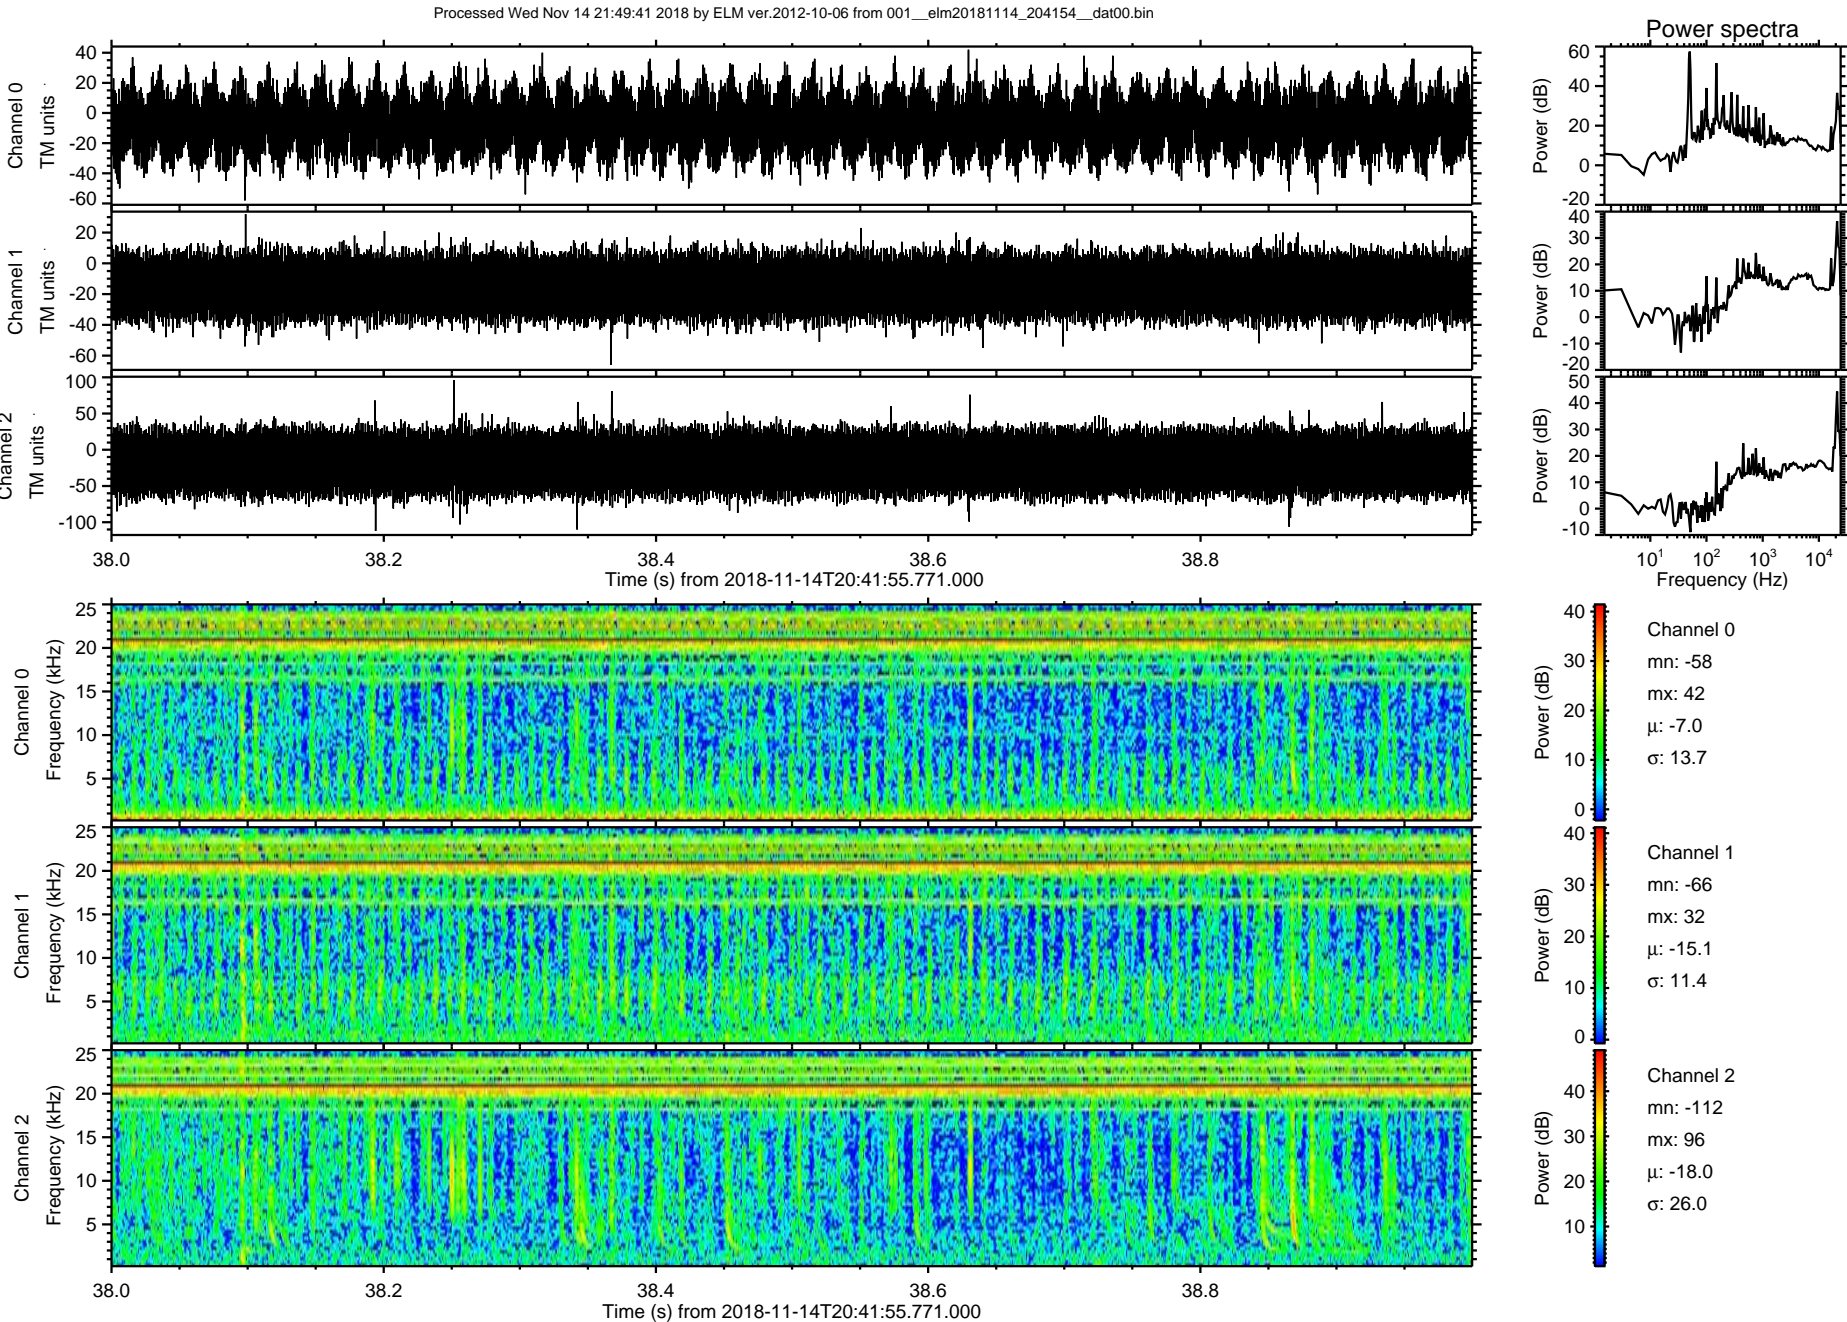 Processed Wed Nov 14 21:49:41 2018 by ELM ver.2012-10-06 from 001__elm20181114_204154__dat00.bin
Power spectra
Channel 0
TM units
40
20
0
-20
-40
-60
Power (dB)
60
40
20
0
-20
Channel 1
TM units
20
0
-20
-40
-60
Power (dB)
40
30
20
10
0
-10
-20
Channel 2
TM units
100
50
0
-50
-100
Power (dB)
50
40
30
20
10
0
-10
38.0 38.2 38.4 38.6 38.8
Time (s) from 2018-11-14T20:41:55.771.000
10¹ 10² 10³ 10⁴
Frequency (Hz)
Channel 0
Frequency (kHz)
25
20
15
10
5
Power (dB)
40
30
20
10
0
Channel 0
mn: -58
mx: 42
μ: -7.0
σ: 13.7
Channel 1
Frequency (kHz)
25
20
15
10
5
Power (dB)
40
30
20
10
0
Channel 1
mn: -66
mx: 32
μ: -15.1
σ: 11.4
Channel 2
Frequency (kHz)
25
20
15
10
5
Power (dB)
40
30
20
10
Channel 2
mn: -112
mx: 96
μ: -18.0
σ: 26.0
38.0 38.2 38.4 38.6 38.8
Time (s) from 2018-11-14T20:41:55.771.000